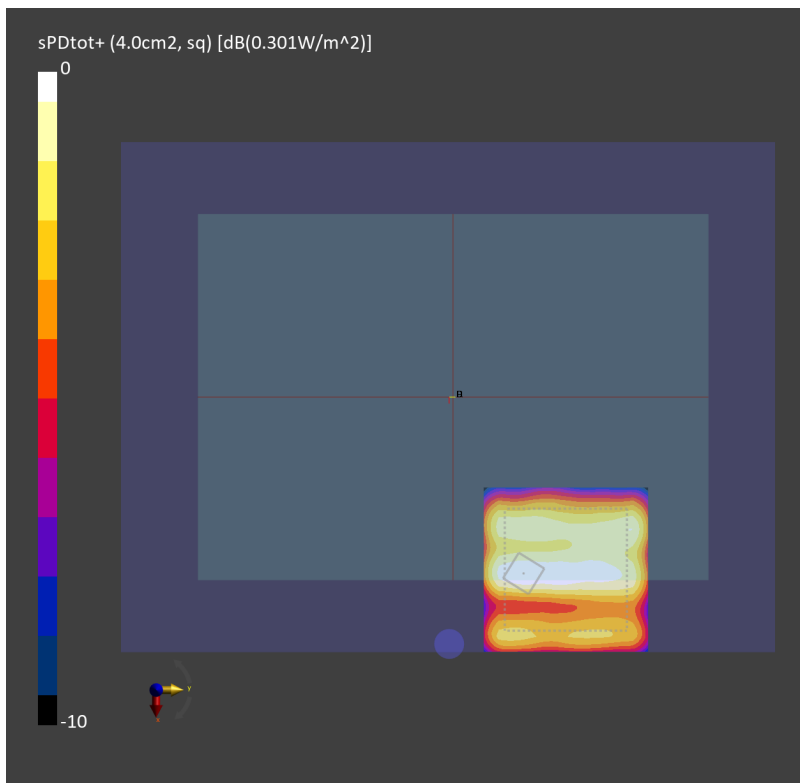 sPDtot+ (4.0cm2, sq) [dB(0.301W/m^2)]
0
-10
Y